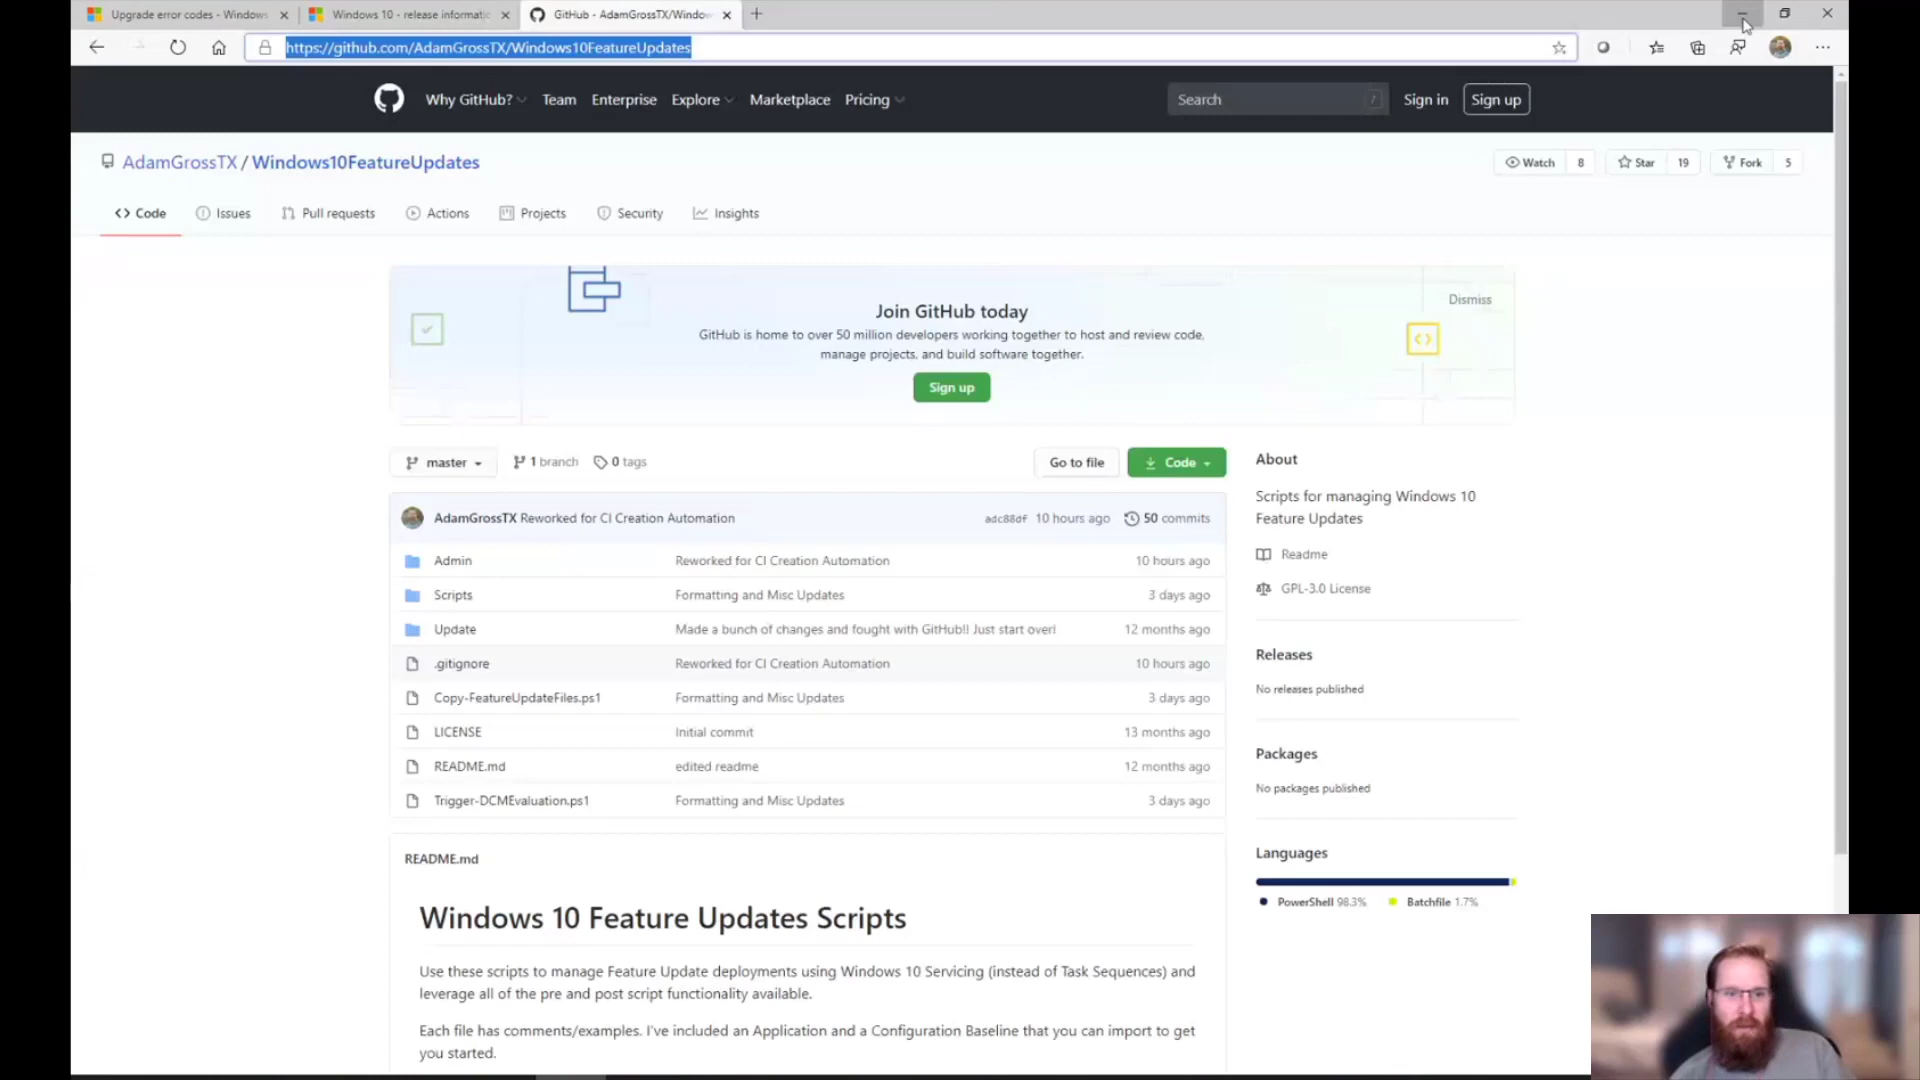 Upgrade error codes - Windows
Windows 10 - release informatic
GitHub - AdamGrossTX/Window
https://github.com/AdamGrossTX/Windows10FeatureUpdates
Why GitHub?
Team
Enterprise
Explore
Marketplace
Pricing
Search
/
Sign in
Sign up
AdamGrossTX / Windows10FeatureUpdates
Watch 8
Star 19
Fork 5
Code
Issues
Pull requests
Actions
Projects
Security
Insights
Join GitHub today
Dismiss
GitHub is home to over 50 million developers working together to host and review code,
manage projects, and build software together.
Sign up
master
1 branch
0 tags
Go to file
Code
AdamGrossTX Reworked for CI Creation Automation adc88df 10 hours ago 50 commits
Admin Reworked for CI Creation Automation 10 hours ago
Scripts Formatting and Misc Updates 3 days ago
Update Made a bunch of changes and fought with GitHub!! Just start over! 12 months ago
.gitignore Reworked for CI Creation Automation 10 hours ago
Copy-FeatureUpdateFiles.ps1 Formatting and Misc Updates 3 days ago
LICENSE Initial commit 13 months ago
README.md edited readme 12 months ago
Trigger-DCMEvaluation.ps1 Formatting and Misc Updates 3 days ago
README.md
Windows 10 Feature Updates Scripts
Use these scripts to manage Feature Update deployments using Windows 10 Servicing (instead of Task Sequences) and
leverage all of the pre and post script functionality available.
Each file has comments/examples. I've included an Application and a Configuration Baseline that you can import to get
you started.
About
Scripts for managing Windows 10
Feature Updates
Readme
GPL-3.0 License
Releases
No releases published
Packages
No packages published
Languages
PowerShell 98.3% Batchfile 1.7%